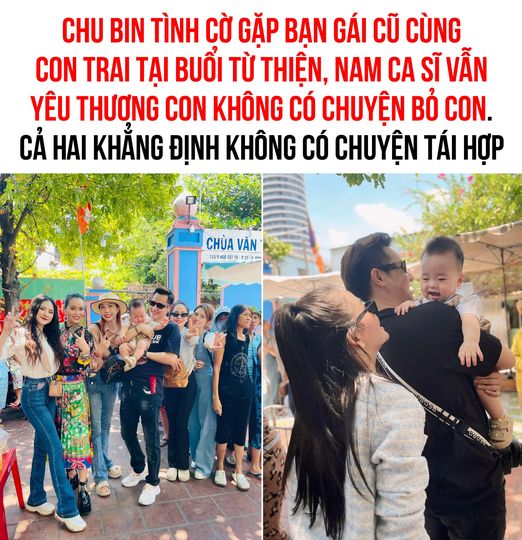 CHU BIN TÌNH CỜ GẶP BẠN GÁI CŨ CÙNG
CON TRAI TẠI BUỔI TỪ THIỆN, NAM CA SĨ VẪN
YÊU THƯƠNG CON KHÔNG CÓ CHUYỆN BỎ CON.
CẢ HAI KHẲNG ĐỊNH KHÔNG CÓ CHUYỆN TÁI HỢP
CHÙA VĂN